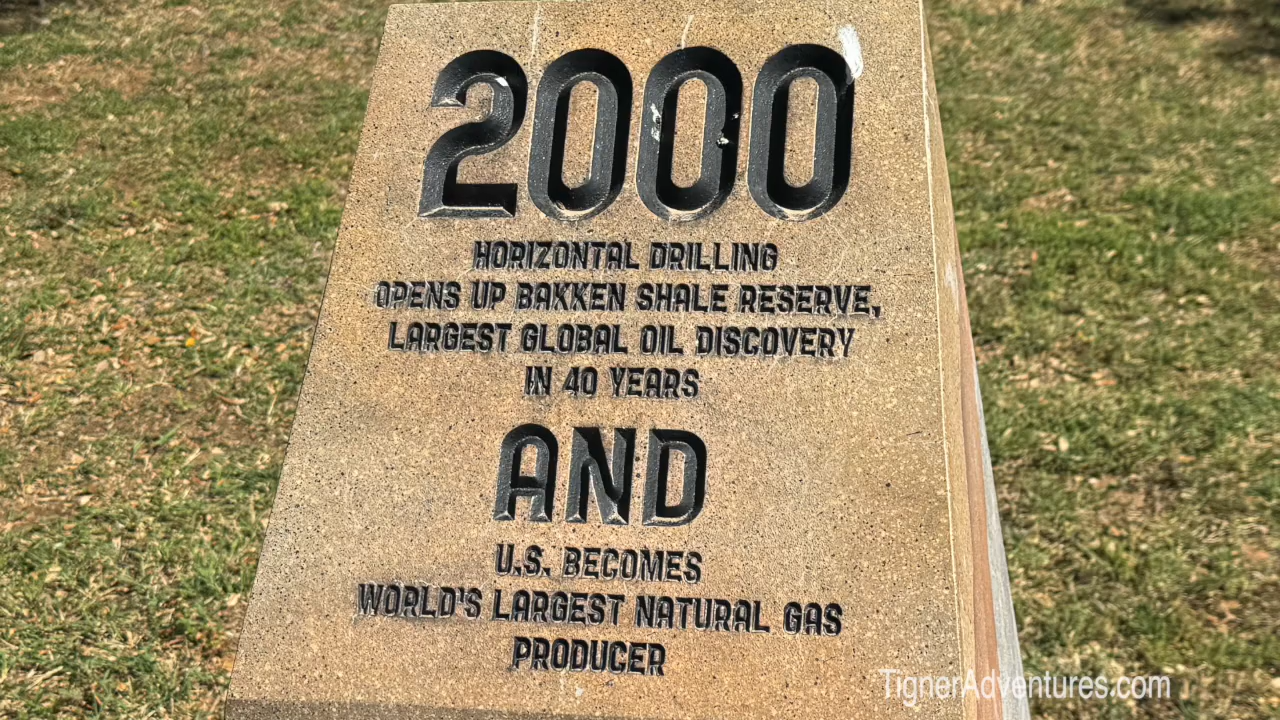 2000
HORIZONTAL DRILLING
OPENS UP BAKKEN SHALE RESERVE,
LARGEST GLOBAL OIL DISCOVERY
IN 40 YEARS
AND
U.S. BECOMES
WORLD'S LARGEST NATURAL GAS
PRODUCER
TignerAdventures.com